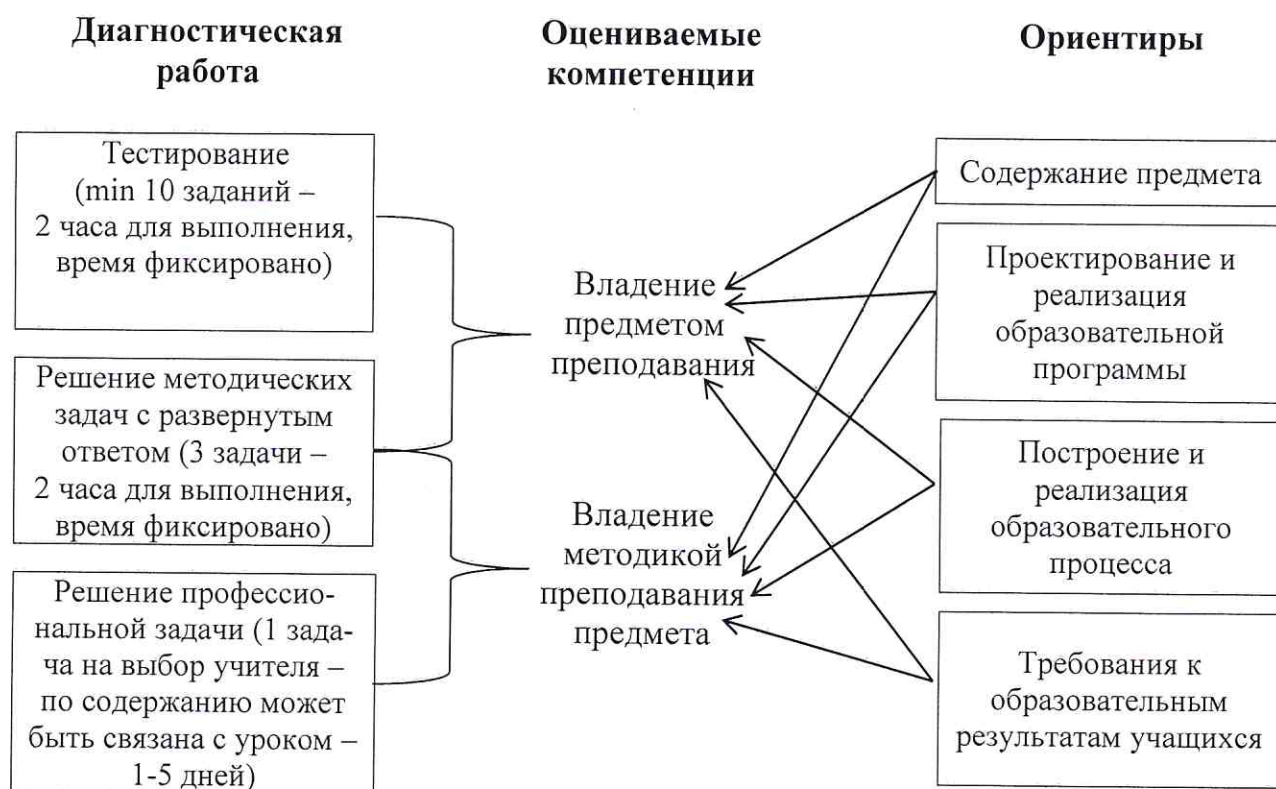 Диагностическая
работа
Оцениваемые
компетенции
Ориентиры
Тестирование
(min 10 заданий –
2 часа для выполнения,
время фиксировано)
Решение методических
задач с развернутым
ответом (3 задачи –
2 часа для выполнения,
время фиксировано)
Решение профессио-
нальной задачи (1 зада-
ча на выбор учителя –
по содержанию может
быть связана с уроком –
1-5 дней)
Владение
предметом
преподавания
Владение
методикой
преподавания
предмета
Содержание предмета
Проектирование и
реализация
образовательной
программы
Построение и
реализация
образовательного
процесса
Требования к
образовательным
результатам учащихся